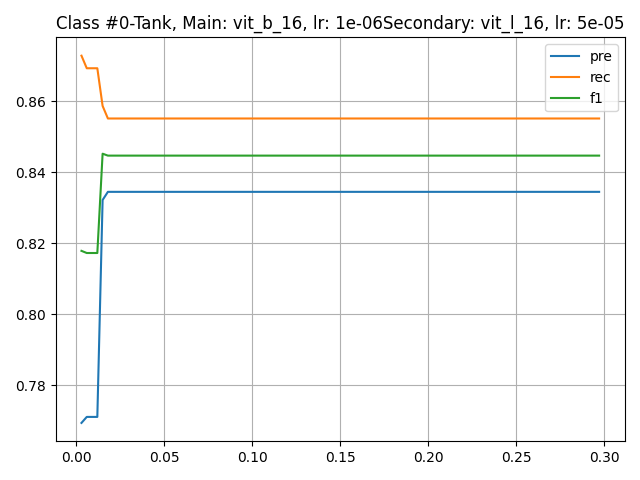 Class #0-Tank, Main: vit_b_16, lr: 1e-06Secondary: vit_l_16, lr: 5e-05
pre
rec
f1
0.86
0.84
0.82
0.80
0.78
0.00 0.05 0.10 0.15 0.20 0.25 0.30